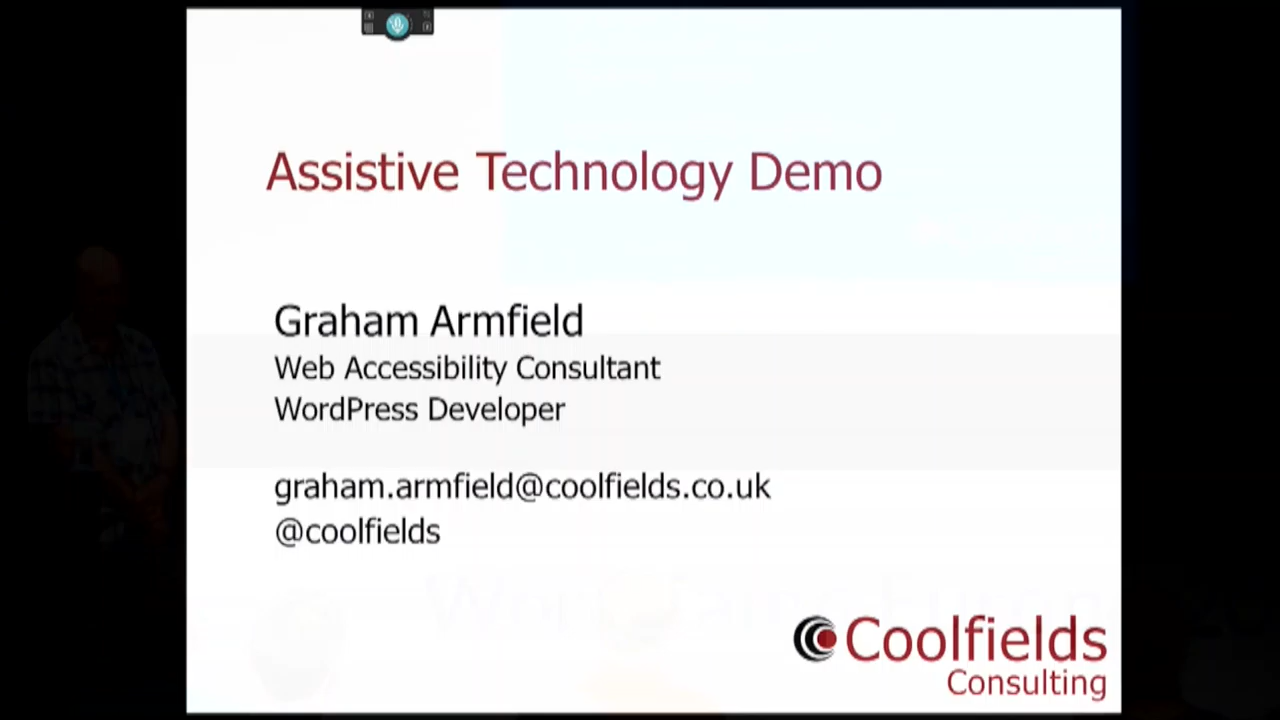 Assistive Technology Demo
Graham Armfield
Web Accessibility Consultant
WordPress Developer
graham.armfield@coolfields.co.uk
@coolfields
Coolfields
Consulting